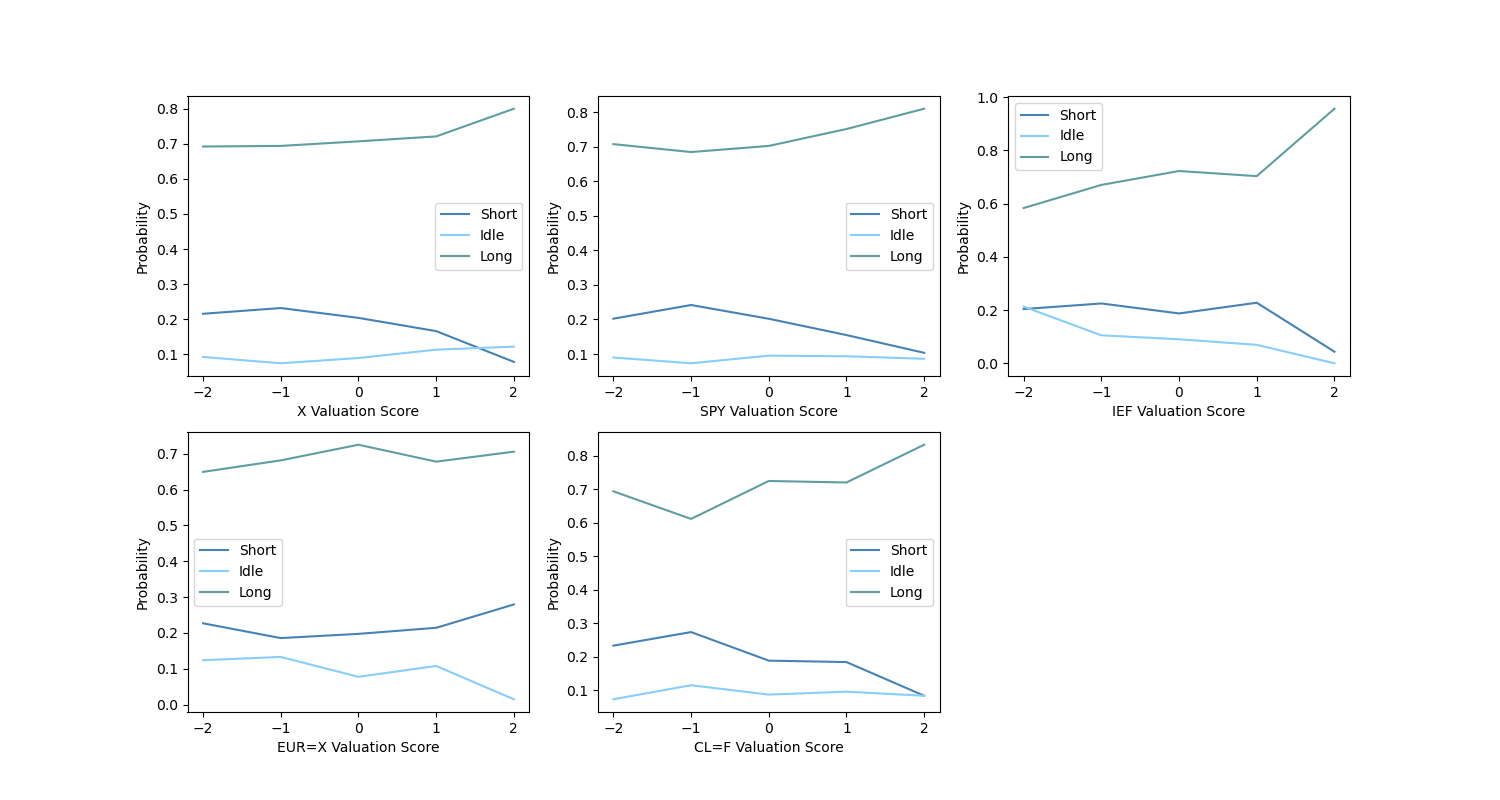 0.8
0.7
0.6
0.5
0.4
0.3
0.2
0.1
Probability
Short
Idle
Long
−2 −1 0 1 2
X Valuation Score
0.8
0.7
0.6
0.5
0.4
0.3
0.2
0.1
Probability
Short
Idle
Long
−2 −1 0 1 2
SPY Valuation Score
1.0
0.8
0.6
0.4
0.2
0.0
Probability
Short
Idle
Long
−2 −1 0 1 2
IEF Valuation Score
0.7
0.6
0.5
0.4
0.3
0.2
0.1
0.0
Probability
Short
Idle
Long
−2 −1 0 1 2
EUR=X Valuation Score
0.8
0.7
0.6
0.5
0.4
0.3
0.2
0.1
Probability
Short
Idle
Long
−2 −1 0 1 2
CL=F Valuation Score